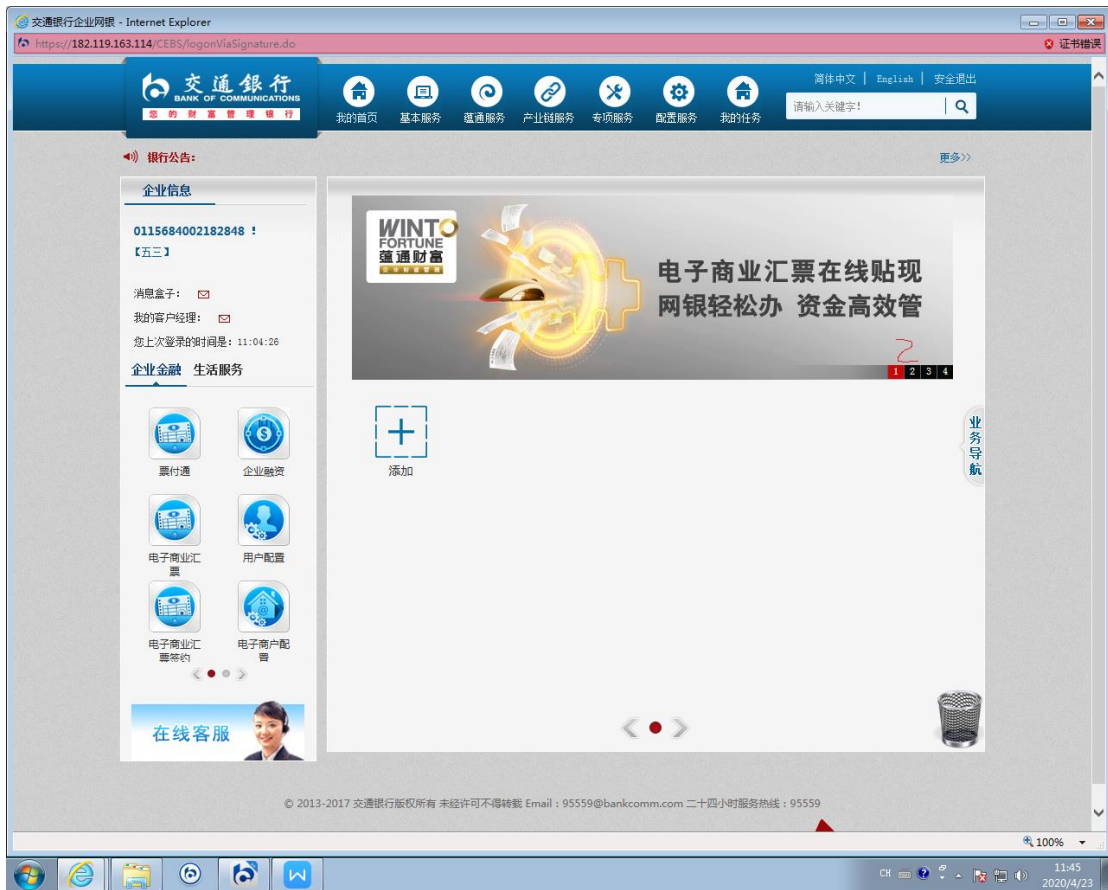 交通银行企业网银 - Internet Explorer
https://182.119.163.114/CEBS/logonViaSignature.do
证书错误
简体中文 | English | 安全退出
交通銀行
BANK OF COMMUNICATIONS
您的财富管理银行
我的首页 基本服务 蕴通服务 产业链服务 专项服务 配置服务 我的任务
请输入关键字!
银行公告:
更多>>
企业信息
0115684002182848 !
【五三】
消息盒子:
我的客户经理:
您上次登录的时间是: 11:04:26
企业金融 生活服务
票付通 企业融资
电子商业汇票 用户配置
电子商业汇票签约 电子商户配置
在线客服
WINTO
FORTUNE
蕴通财富
企业财富管理
电子商业汇票在线贴现
网银轻松办 资金高效管
2
1 2 3 4
添加
业务导航
© 2013-2017 交通银行版权所有 未经许可不得转载 Email : 95559@bankcomm.com 二十四小时服务热线 : 95559
100%
CH
11:45
2020/4/23